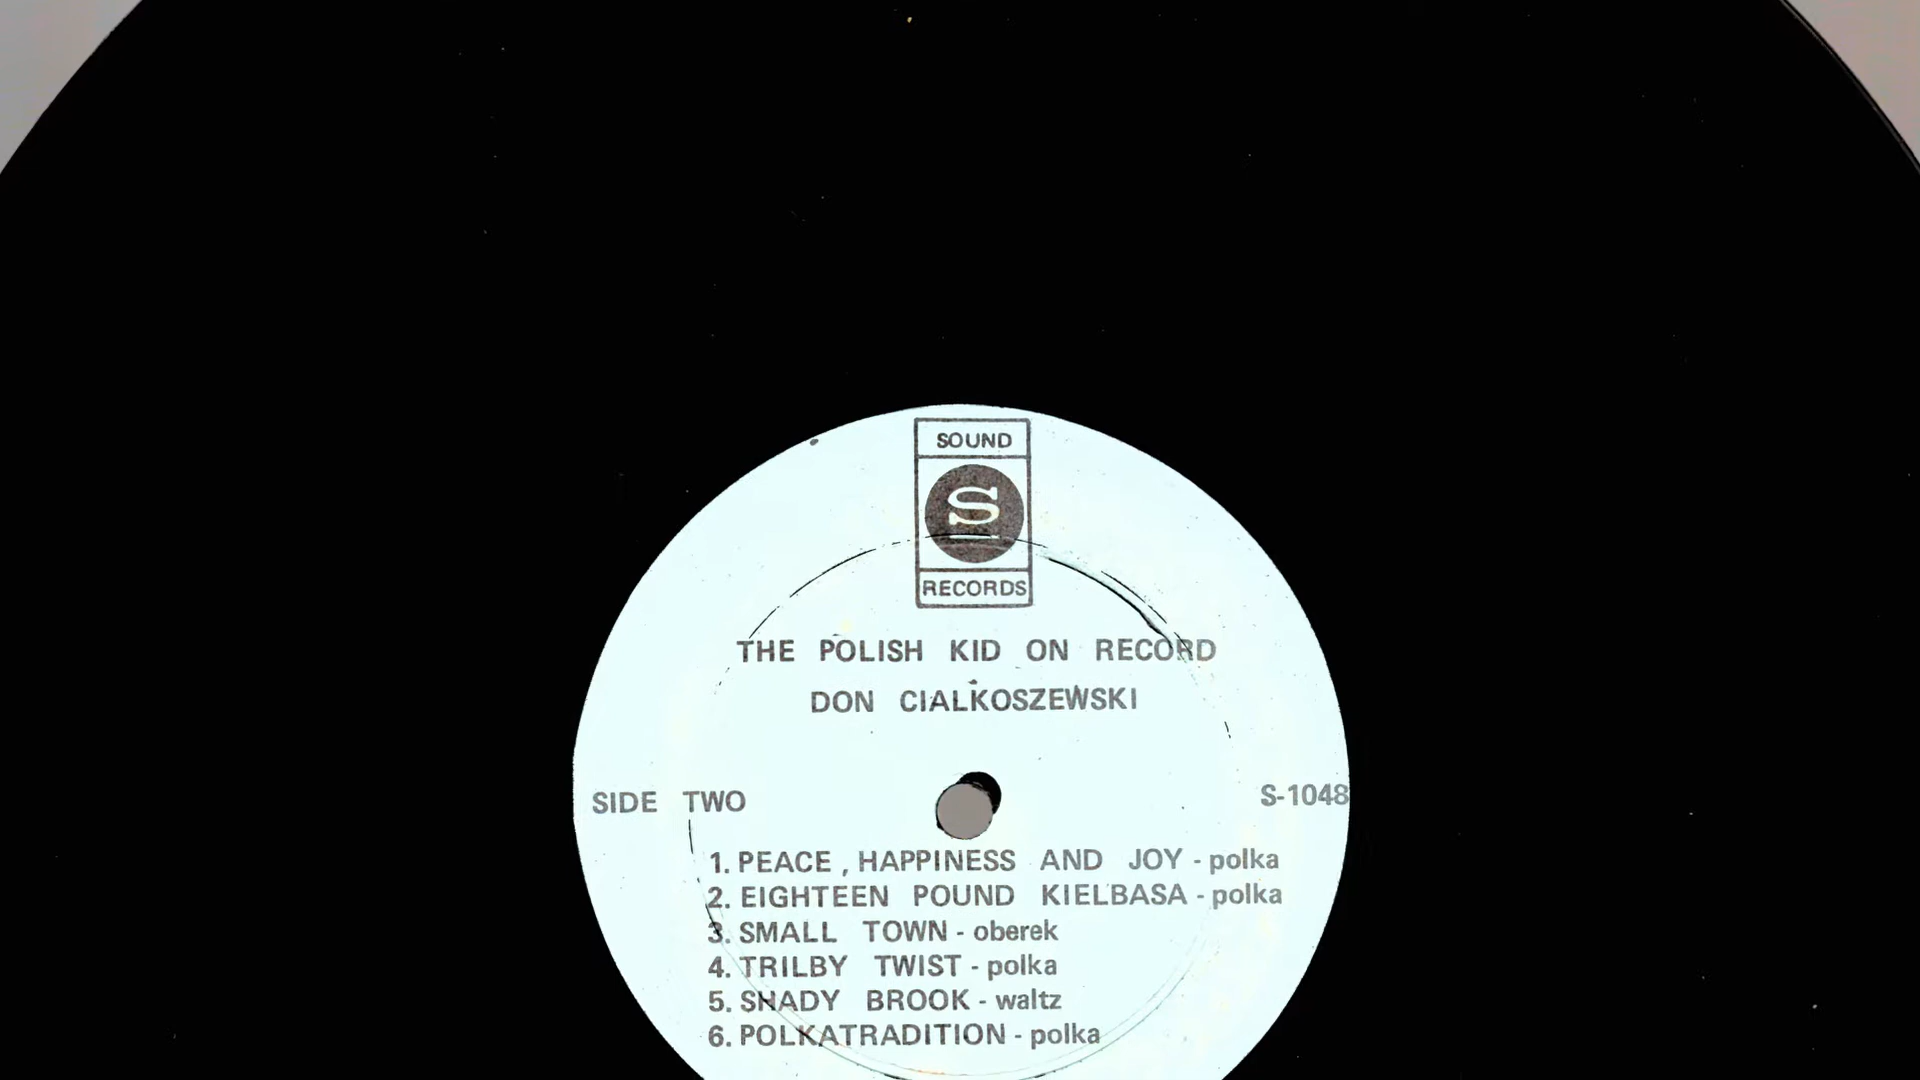 SOUND
S
RECORDS
THE POLISH KID ON RECORD
DON CIALKOSZEWSKI
SIDE TWO
S-1048
1. PEACE, HAPPINESS AND JOY - polka
2. EIGHTEEN POUND KIELBASA - polka
3. SMALL TOWN - oberek
4. TRILBY TWIST - polka
5. SHADY BROOK - waltz
6. POLKATRADITION - polka